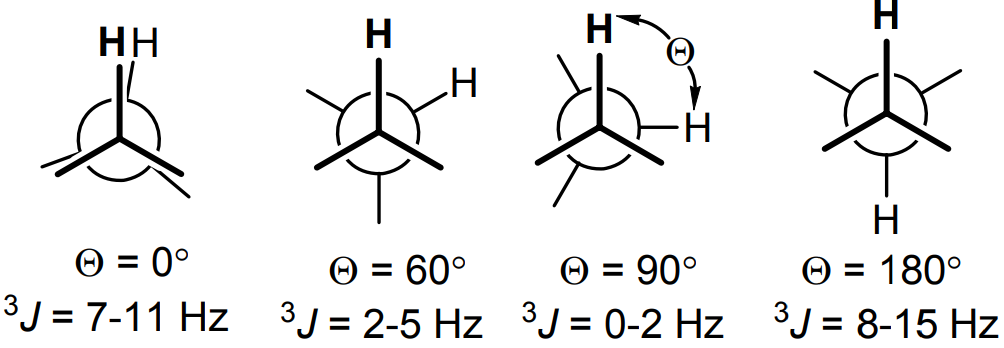 H H
H
H
H
Θ
H
H
H
Θ = 0°
Θ = 60°
Θ = 90°
Θ = 180°
³J = 7-11 Hz
³J = 2-5 Hz
³J = 0-2 Hz
³J = 8-15 Hz